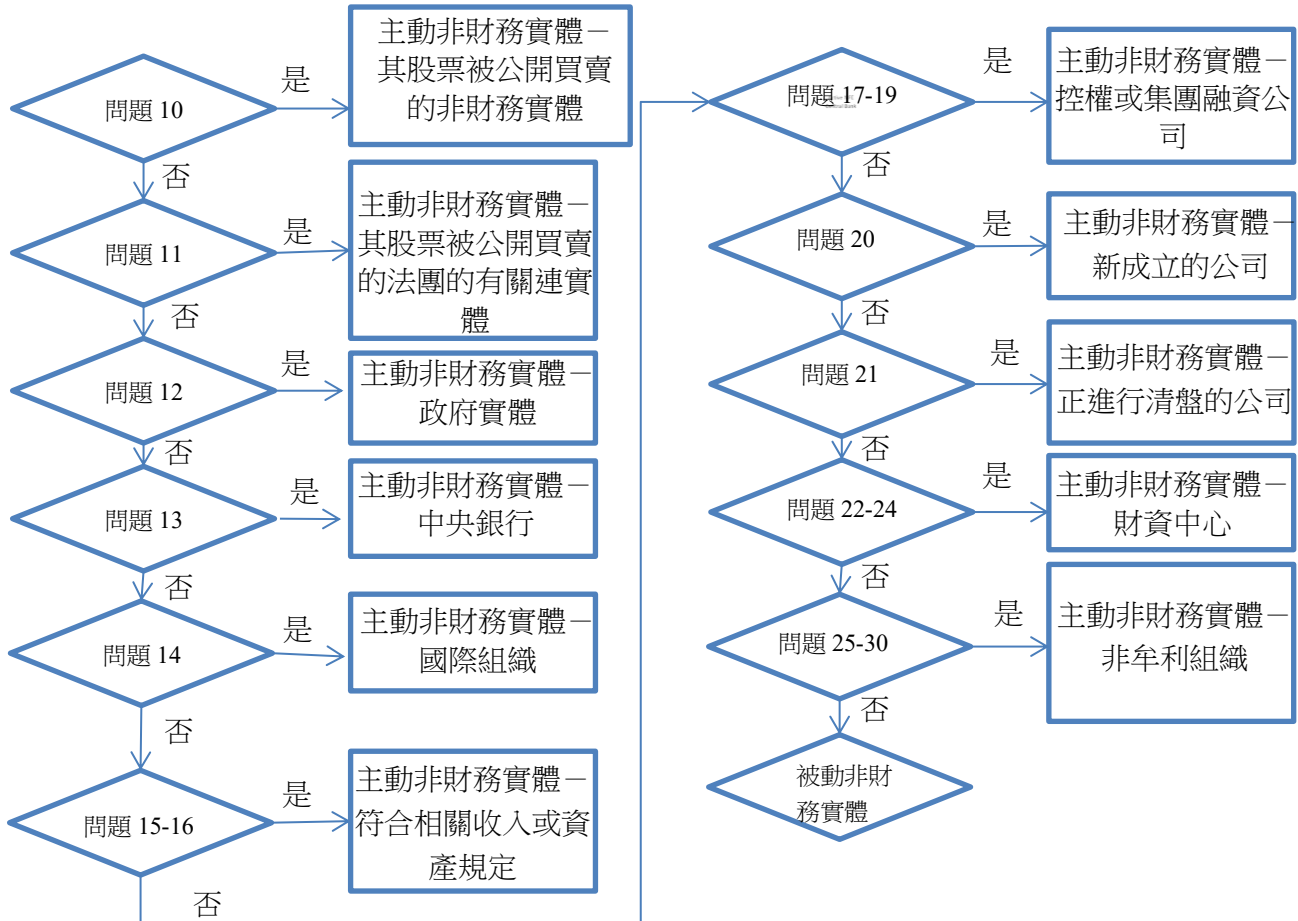 問題 10
是
主動非財務實體－
其股票被公開買賣
的非財務實體
否
問題 11
是
主動非財務實體－
其股票被公開買賣
的法團的有關連實
體
否
問題 12
是
主動非財務實體－
政府實體
否
問題 13
是
主動非財務實體－
中央銀行
否
問題 14
是
主動非財務實體－
國際組織
否
問題 15-16
是
主動非財務實體－
符合相關收入或資
產規定
否
問題 17-19
是
主動非財務實體－
控權或集團融資公
司
否
問題 20
是
主動非財務實體－
新成立的公司
否
問題 21
是
主動非財務實體－
正進行清盤的公司
否
問題 22-24
是
主動非財務實體－
財資中心
否
問題 25-30
是
主動非財務實體－
非牟利組織
否
被動非財
務實體